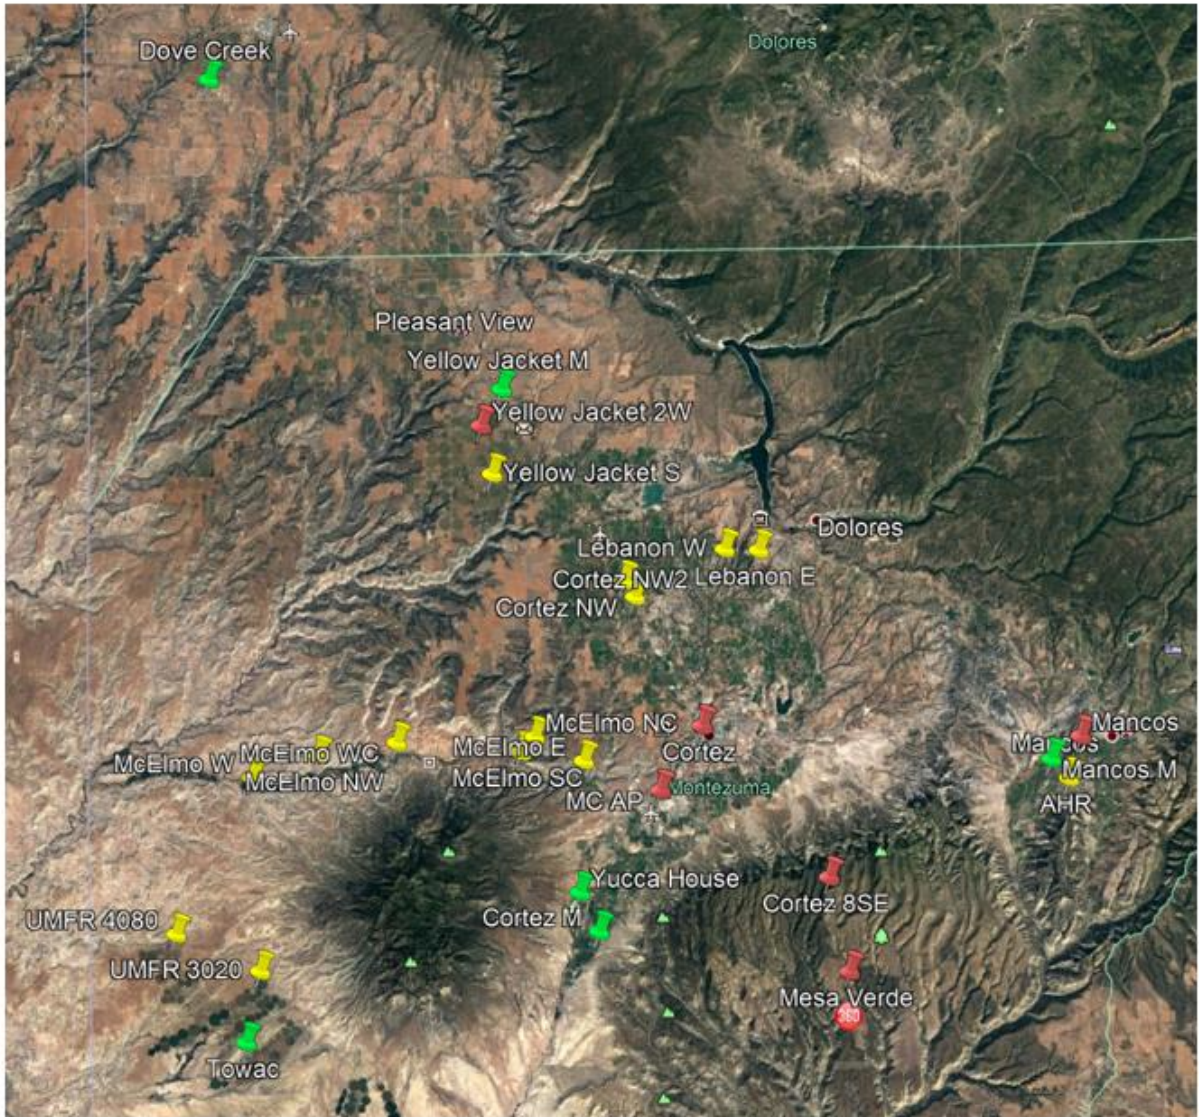 Dolores
Dove Creek
Pleasant View
Yellow Jacket M
Yellow Jacket 2W
Yellow Jacket S
Dolores
Lebanon W
Cortez NW2
Lebanon E
Cortez NW
McElmo NC
Mancos
McElmo E
Cortez
Mancos
McElmo WC
McElmo W
Mancos M
McElmo SC
McElmo NW
Montezuma
MC AP
AHR
Yucca House
Cortez 8SE
Cortez M
UMFR 4080
UMFR 3020
Mesa Verde
360
Towac